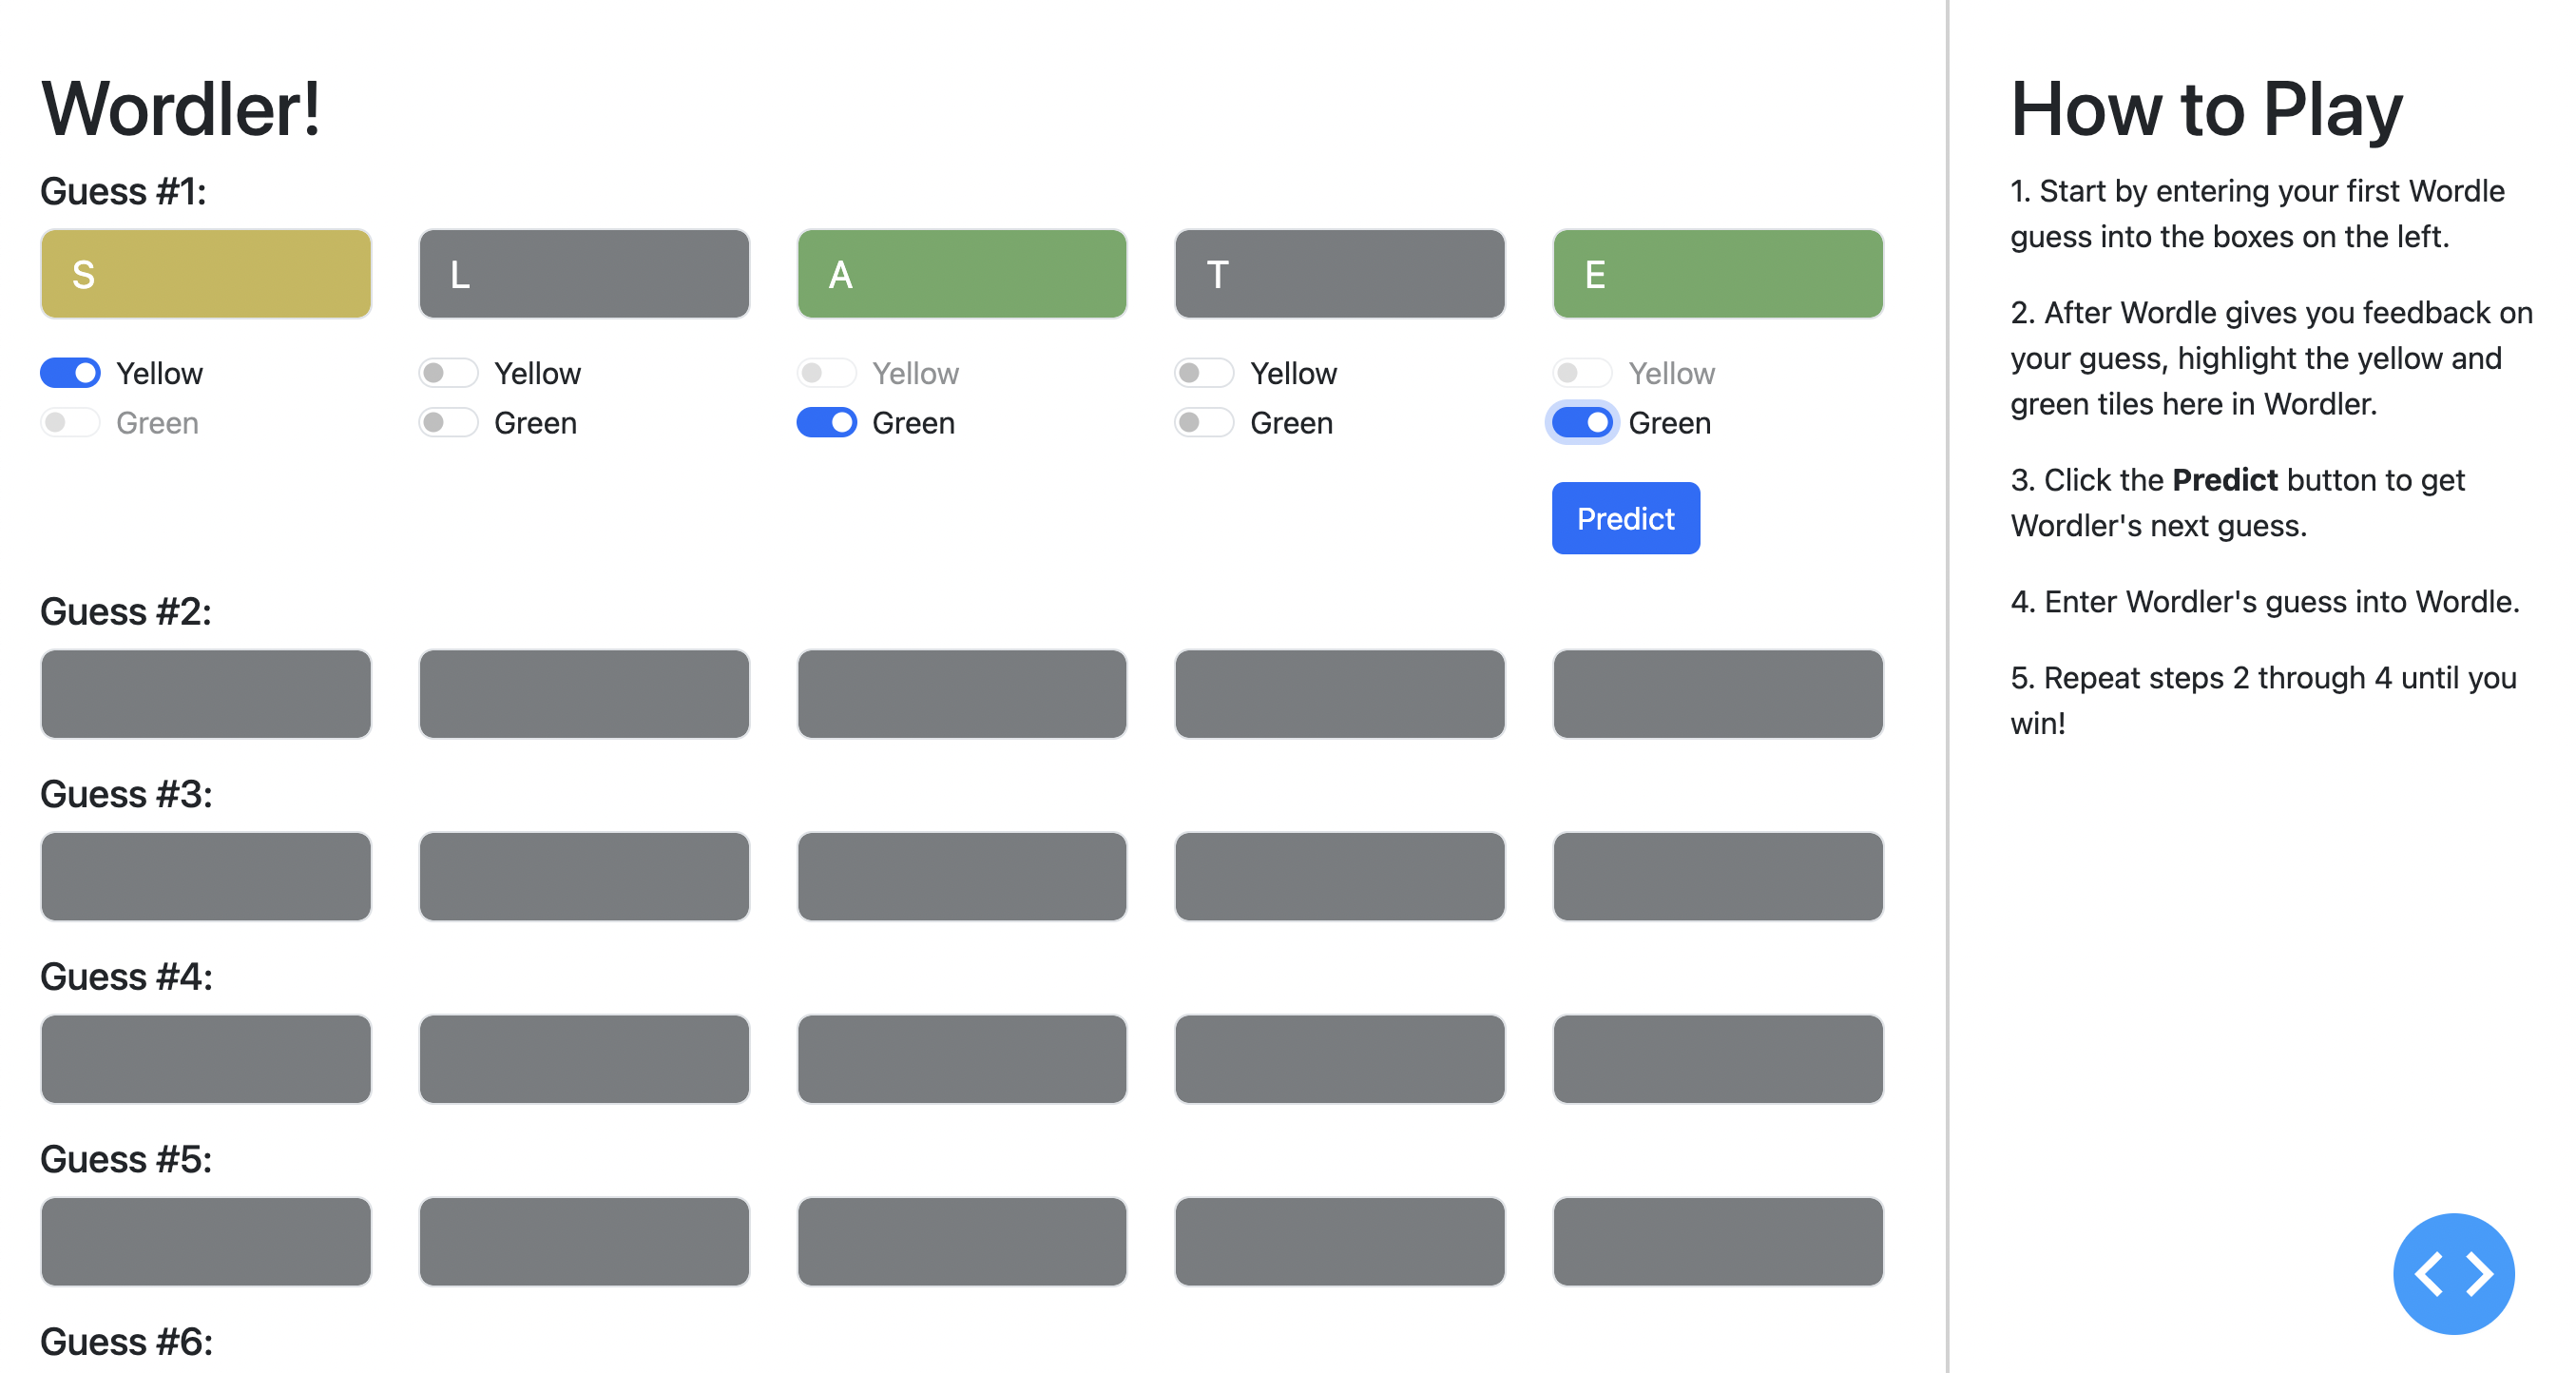 Wordler!
Guess #1:
S L A T E
Yellow Yellow Yellow Yellow Yellow
Green Green Green Green Green
Predict
Guess #2:
Guess #3:
Guess #4:
Guess #5:
Guess #6:
How to Play
1. Start by entering your first Wordle
guess into the boxes on the left.
2. After Wordle gives you feedback on
your guess, highlight the yellow and
green tiles here in Wordler.
3. Click the Predict button to get
Wordler's next guess.
4. Enter Wordler's guess into Wordle.
5. Repeat steps 2 through 4 until you
win!